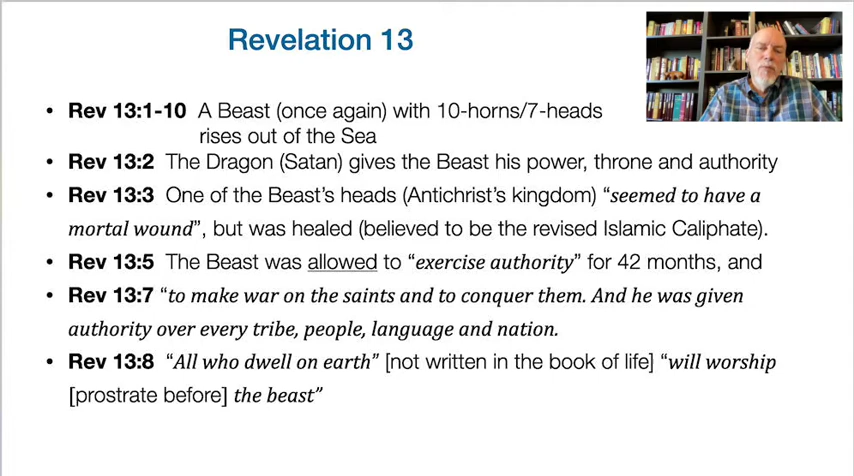 Revelation 13
• Rev 13:1-10 A Beast (once again) with 10-horns/7-heads
rises out of the Sea
• Rev 13:2 The Dragon (Satan) gives the Beast his power, throne and authority
• Rev 13:3 One of the Beast's heads (Antichrist's kingdom) “seemed to have a
mortal wound”, but was healed (believed to be the revised Islamic Caliphate).
• Rev 13:5 The Beast was allowed to “exercise authority” for 42 months, and
• Rev 13:7 “to make war on the saints and to conquer them. And he was given
authority over every tribe, people, language and nation.
• Rev 13:8 “All who dwell on earth” [not written in the book of life] “will worship
[prostrate before] the beast”